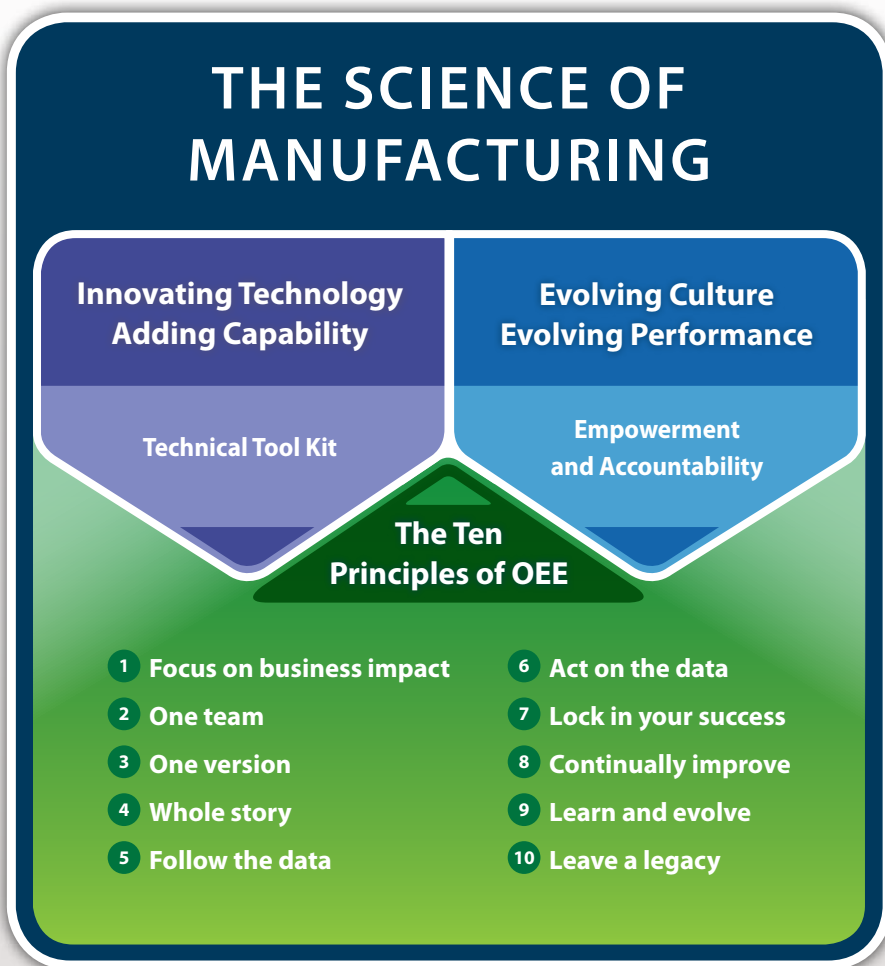 THE SCIENCE OF
MANUFACTURING
Innovating Technology
Adding Capability
Technical Tool Kit
Evolving Culture
Evolving Performance
Empowerment
and Accountability
The Ten
Principles of OEE
1 Focus on business impact
2 One team
3 One version
4 Whole story
5 Follow the data
6 Act on the data
7 Lock in your success
8 Continually improve
9 Learn and evolve
10 Leave a legacy